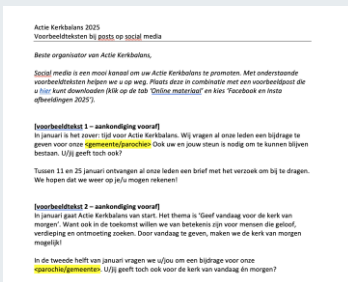 Actie Kerkbalans 2025
Voorbeeldteksten bij posts op social media
Beste organisator van Actie Kerkbalans,
Social media is een mooi kanaal om uw Actie Kerkbalans te promoten. Met onderstaande
voorbeeldteksten helpen we u op weg. Plaats deze in combinatie met een voorbeeldpost die
u hier kunt downloaden (klik op de tab ‘Online materiaal’ en kies ‘Facebook en Insta
afbeeldingen 2025’).
[voorbeeldtekst 1 – aankondiging vooraf]
In januari is het zover: tijd voor Actie Kerkbalans. Wij vragen al onze leden een bijdrage te
geven voor onze <gemeente/parochie> Ook uw en jouw steun is nodig om te kunnen blijven
bestaan. U/jij geeft toch ook?
Tussen 11 en 25 januari ontvangen al onze leden een brief met het verzoek om bij te dragen.
We hopen dat we weer op je/u mogen rekenen!
[voorbeeldtekst 2 – aankondiging vooraf]
In januari gaat Actie Kerkbalans van start. Het thema is ‘Geef vandaag voor de kerk van
morgen’. Want ook in de toekomst willen we van betekenis zijn voor mensen die geloof,
verdieping en ontmoeting zoeken. Door vandaag te geven, maken we de kerk van morgen
mogelijk!
In de tweede helft van januari vragen we u/jou om een bijdrage voor onze
<parochie/gemeente>. U/jij geeft toch ook voor de kerk van vandaag én morgen?